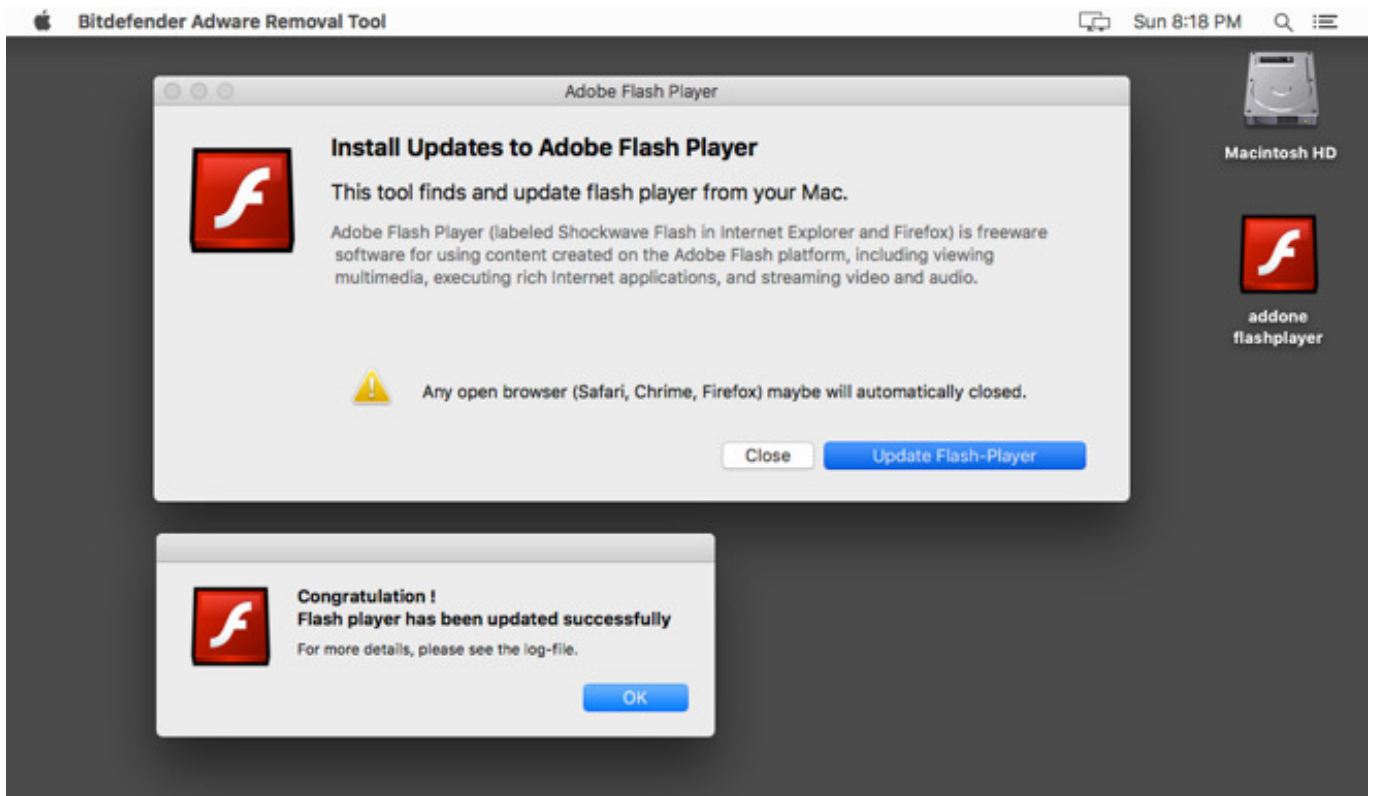 Bitdefender Adware Removal Tool
Sun 8:18 PM
Adobe Flash Player
Install Updates to Adobe Flash Player
This tool finds and update flash player from your Mac.
Adobe Flash Player (labeled Shockwave Flash in Internet Explorer and Firefox) is freeware
software for using content created on the Adobe Flash platform, including viewing
multimedia, executing rich Internet applications, and streaming video and audio.
Any open browser (Safari, Chrime, Firefox) maybe will automatically closed.
Close
Update Flash-Player
Macintosh HD
addone
flashplayer
Congratulation !
Flash player has been updated successfully
For more details, please see the log-file.
OK